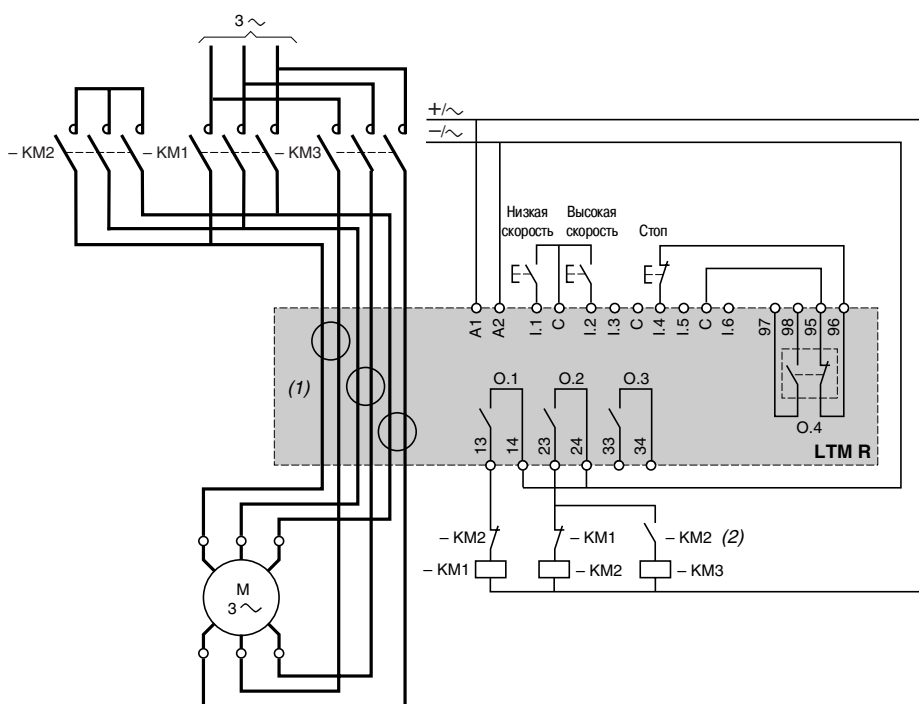 3 ∼
– KM2
– KM1
– KM3
+/∼
−/∼
Низкая
скорость
Высокая
скорость
Стоп
A1
A2
I.1
C
I.2
I.3
C
I.4
I.5
C
I.6
97
98
95
96
(1)
O.1
O.2
O.3
O.4
13
14
23
24
33
34
LTM R
– KM2
– KM1
– KM2 (2)
– KM1
– KM2
– KM3
M
3 ∼